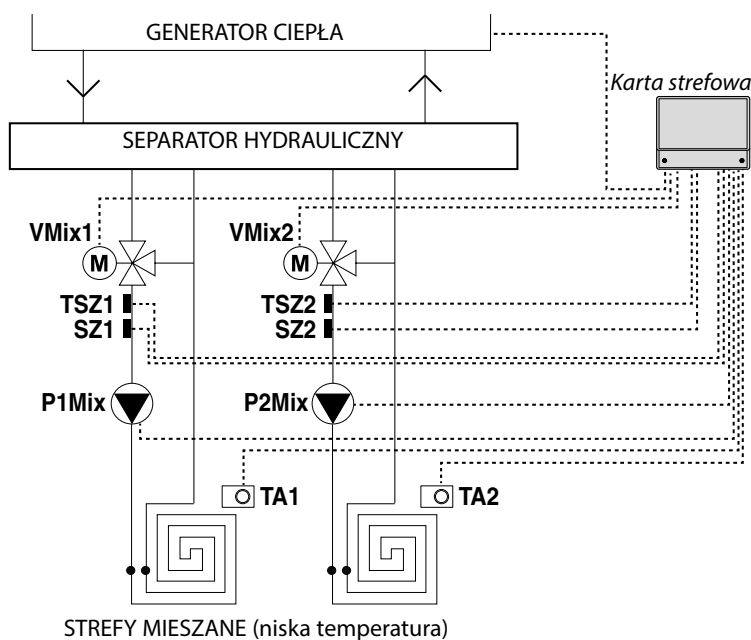 GENERATOR CIEPŁA
Karta strefowa
SEPARATOR HYDRAULICZNY
VMix1
VMix2
M
M
TSZ1
TSZ2
SZ1
SZ2
P1Mix
P2Mix
TA1
TA2
STREFY MIESZANE (niska temperatura)